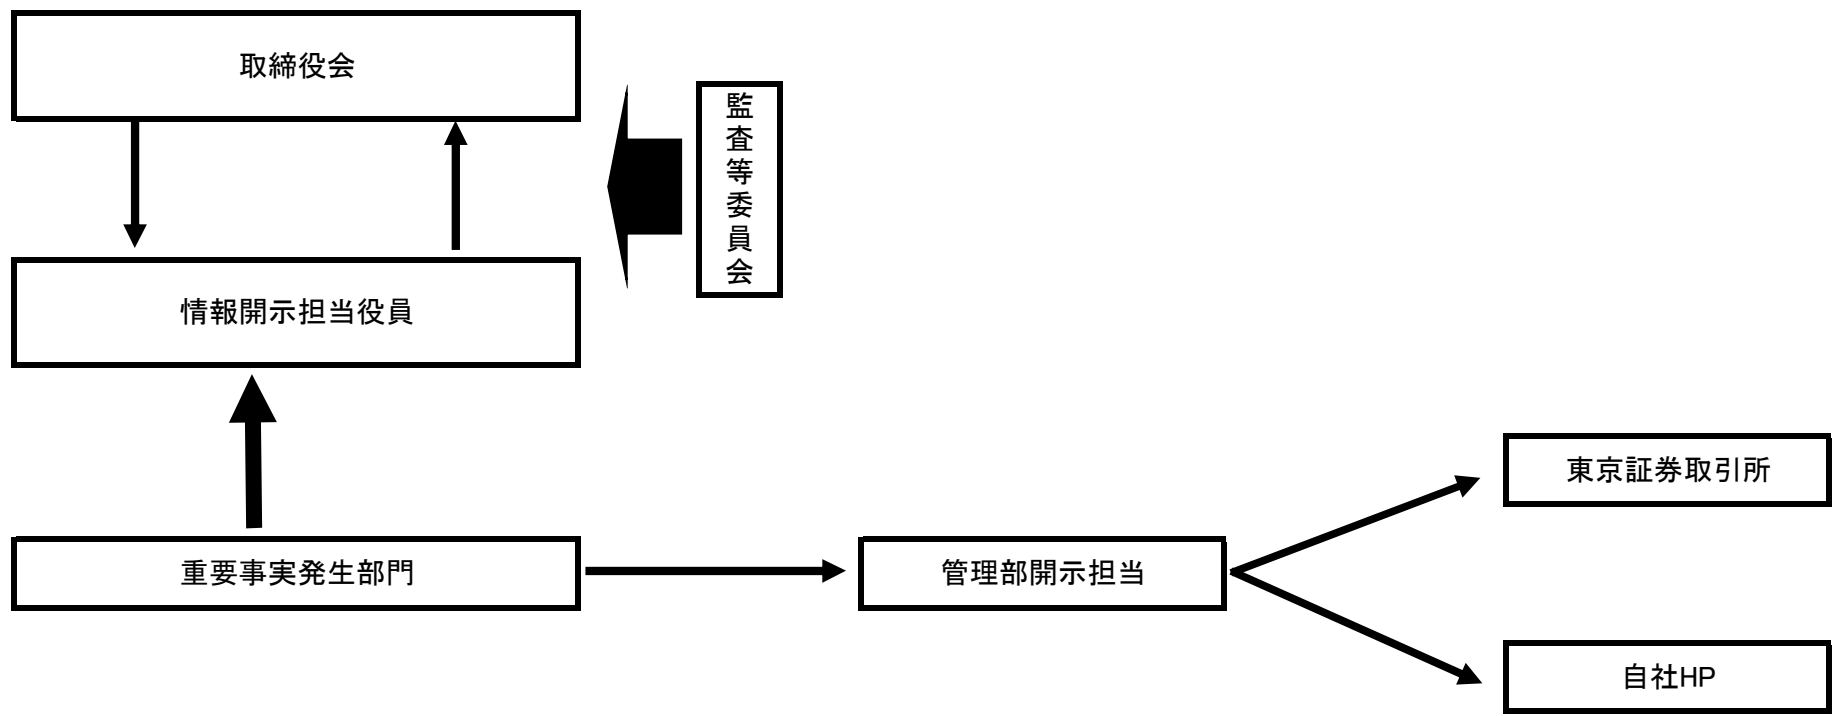 取締役会
監査等委員会
情報開示担当役員
東京証券取引所
重要事実発生部門
管理部開示担当
自社HP